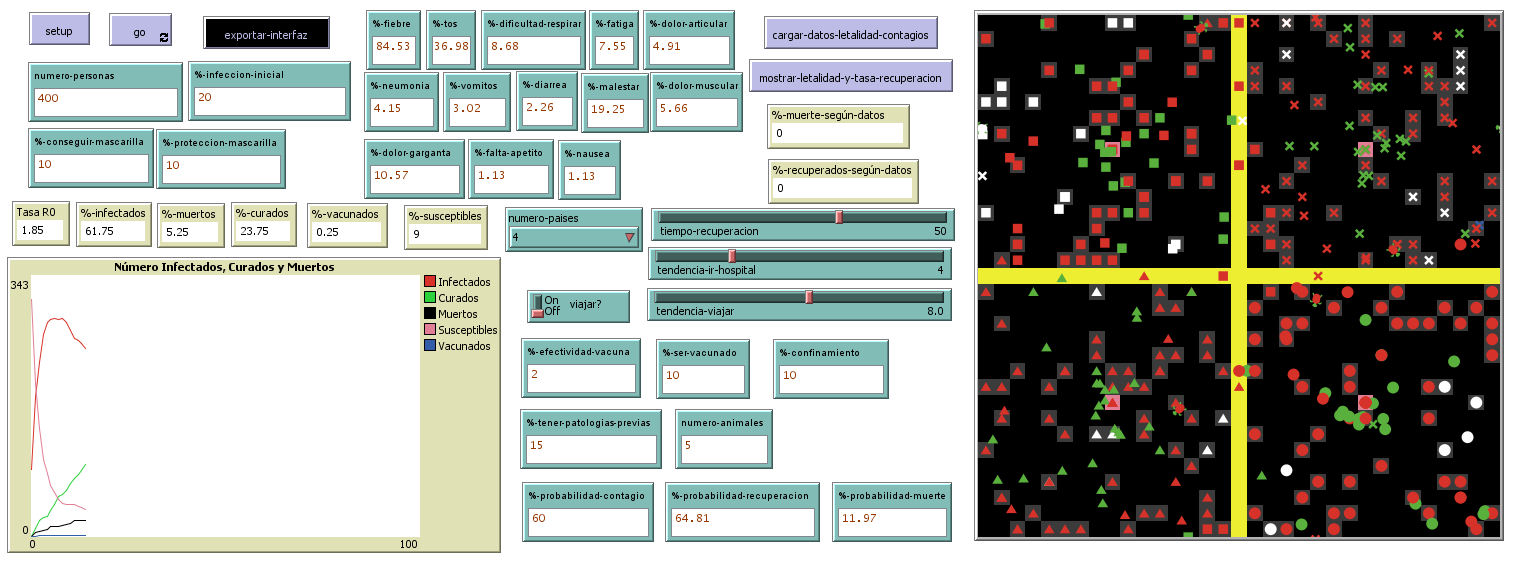 setup
go
exportar-interfaz
%-fiebre
84.53
%-tos
36.98
%-dificultad-respirar
8.68
%-fatiga
7.55
%-dolor-articular
4.91
cargar-datos-letalidad-contagios
numero-personas
400
%-infeccion-inicial
20
%-neumonia
4.15
%-vomitos
3.02
%-diarrea
2.26
%-malestar
19.25
%-dolor-muscular
5.66
mostrar-letalidad-y-tasa-recuperacion
%-muerte-según-datos
0
%-conseguir-mascarilla
10
%-proteccion-mascarilla
10
%-dolor-garganta
10.57
%-falta-apetito
1.13
%-nausea
1.13
%-recuperados-según-datos
0
Tasa R0
1.85
%-infectados
61.75
%-muertos
5.25
%-curados
23.75
%-vacunados
0.25
%-susceptibles
9
numero-paises
4
tiempo-recuperacion
50
tendencia-ir-hospital
4
On
Off
viajar?
tendencia-viajar
8.0
Número Infectados, Curados y Muertos
343
0
0
100
Infectados
Curados
Muertos
Susceptibles
Vacunados
%-efectividad-vacuna
2
%-ser-vacunado
10
%-confinamiento
10
%-tener-patologias-previas
15
numero-animales
5
%-probabilidad-contagio
60
%-probabilidad-recuperacion
64.81
%-probabilidad-muerte
11.97